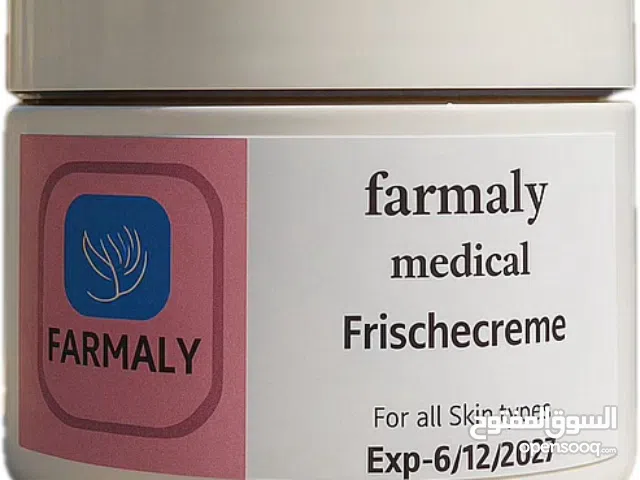 FARMALY
farmaly
medical
Frischecreme
For all Skin types
Exp-6/12/2027
السوق المفتوح
opensooq.com